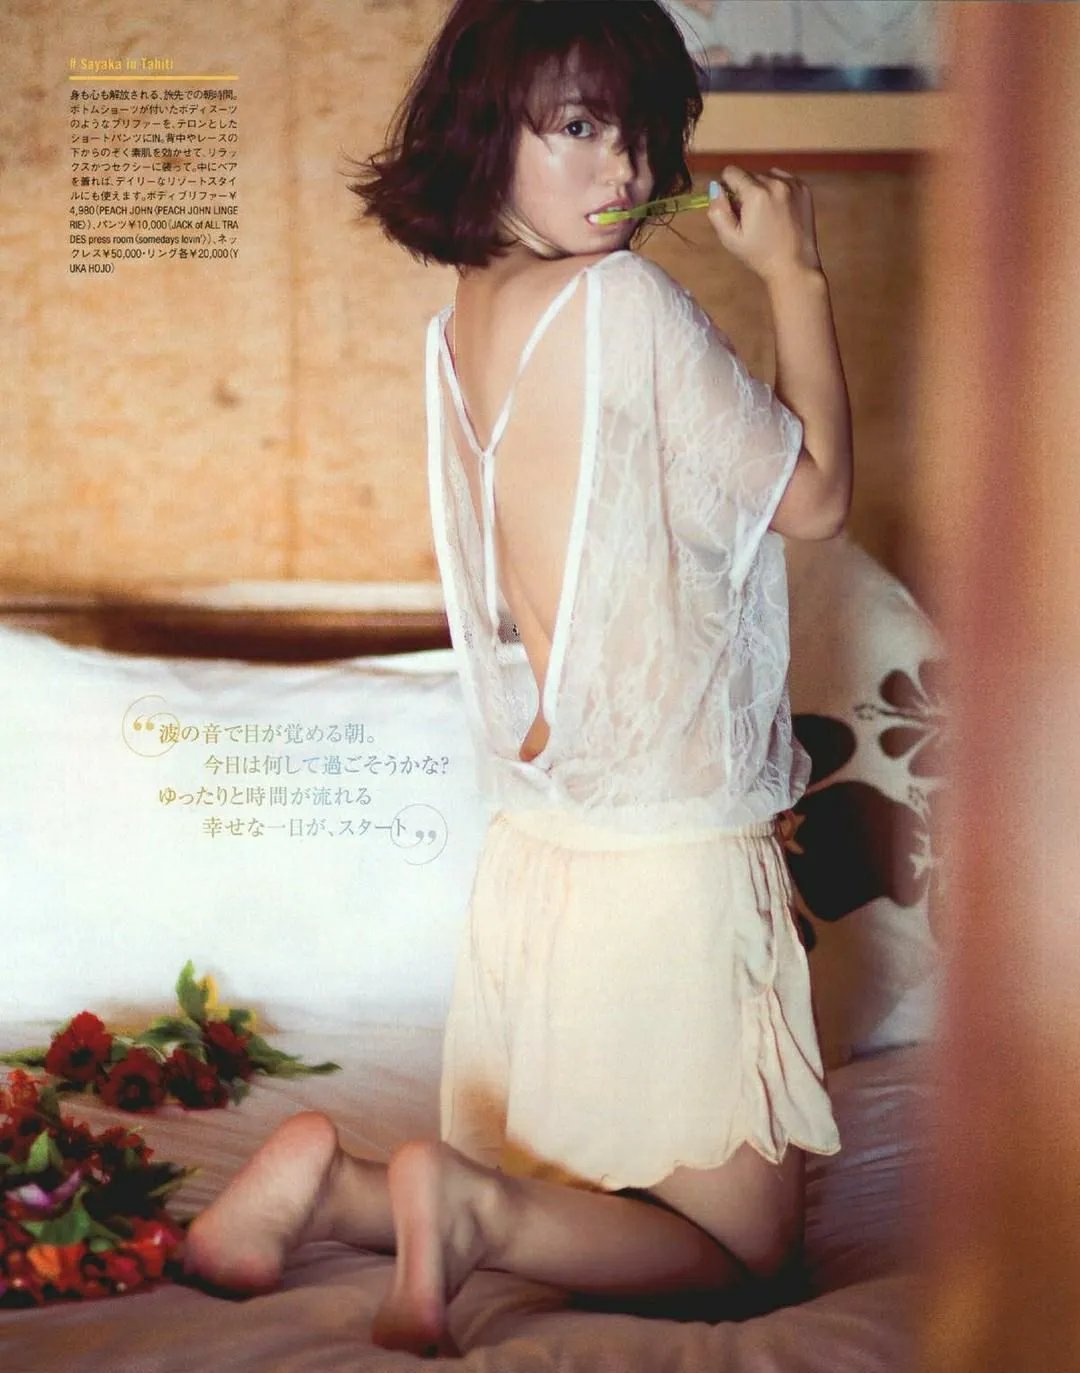 # Sayaka in Tahiti
身も心も解放される、旅先での朝時間。
ボトムショーツが付いたボディスーツ
のようなブリファーを、テロンとした
ショートパンツにIN。背中やレースの
下からのぞく素肌を効かせて、リラッ
クスかつセクシーに装って。中にベア
を着れば、デイリーなリゾートスタイ
ルにも使えます。ボディブリファー¥
4,980(PEACH JOHN〈PEACH JOHN LINGE
RIE〉)、パンツ¥10,000(JACK of ALL TRA
DES press room〈somedays lovin'〉)、ネッ
クレス¥50,000・リング各¥20,000(Y
UKA HOJO)
“波の音で目が覚める朝。
今日は何して過ごそうかな?
ゆったりと時間が流れる
幸せな一日が、スタート”